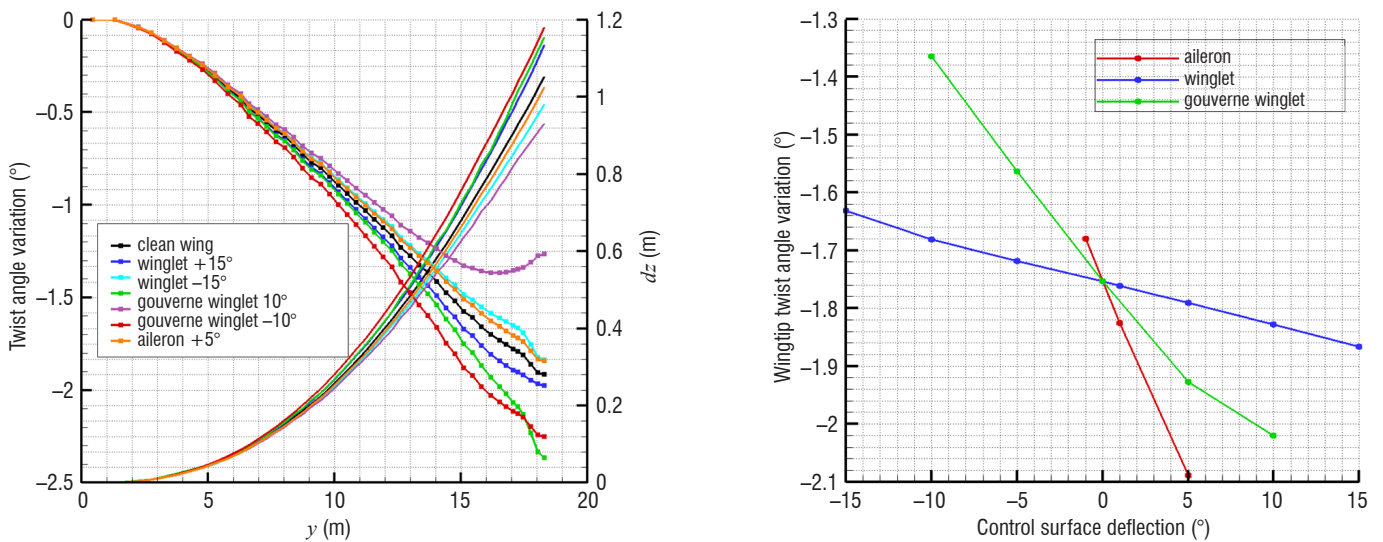 Twist angle variation (°)
0
−0.5
−1
−1.5
−2
−2.5
clean wing
winglet +15°
winglet –15°
gouverne winglet 10°
gouverne winglet –10°
aileron +5°
0 5 10 15 20
y (m)
1.2
1
0.8
0.6
0.4
0.2
0
dz (m)
Wingtip twist angle variation (°)
−1.3
−1.4
−1.5
−1.6
−1.7
−1.8
−1.9
−2
−2.1
aileron
winglet
gouverne winglet
−15 −10 −5 0 5 10 15
Control surface deflection (°)